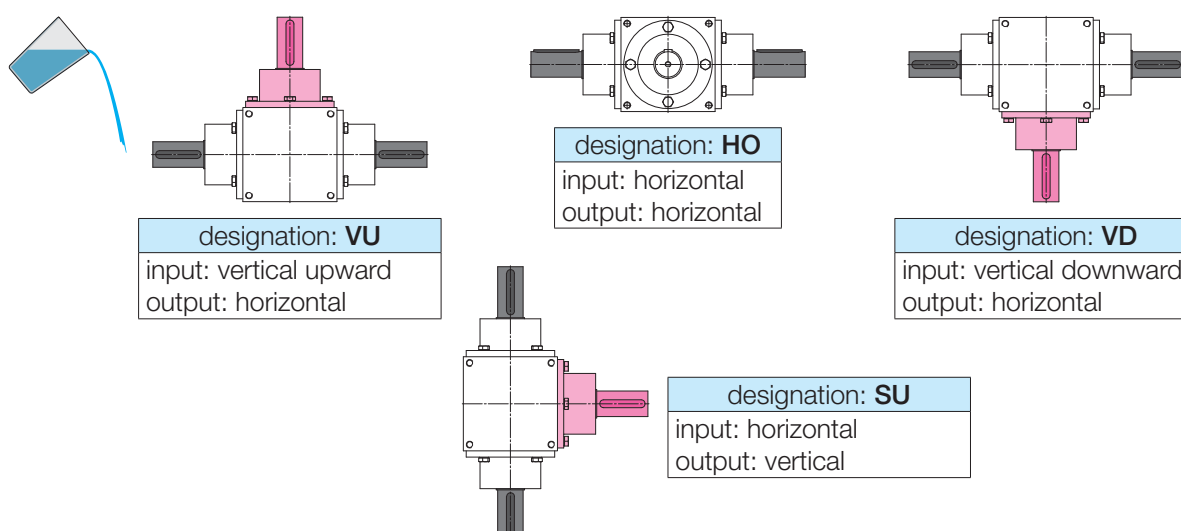 designation: VU
input: vertical upward
output: horizontal
designation: HO
input: horizontal
output: horizontal
designation: VD
input: vertical downward
output: horizontal
designation: SU
input: horizontal
output: vertical